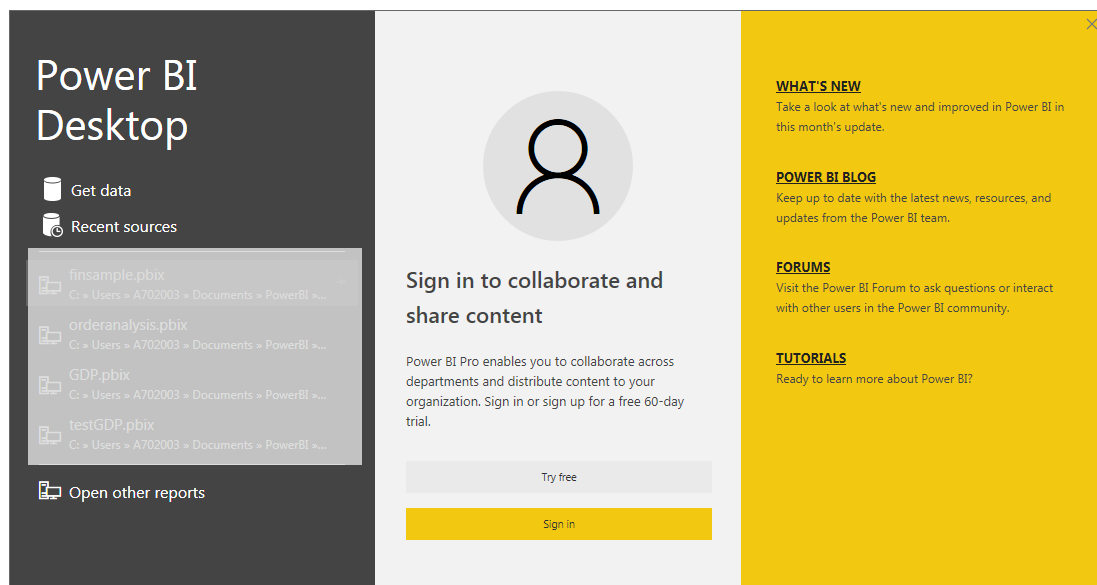 Power BI
Desktop
Get data
Recent sources
finsample.pbix
C: » Users » A702003 » Documents » PowerBI »...
orderanalysis.pbix
C: » Users » A702003 » Documents » PowerBI »...
GDP.pbix
C: » Users » A702003 » Documents » PowerBI »...
testGDP.pbix
C: » Users » A702003 » Documents » PowerBI »...
Open other reports
Sign in to collaborate and
share content
Power BI Pro enables you to collaborate across
departments and distribute content to your
organization. Sign in or sign up for a free 60-day
trial.
Try free
Sign in
WHAT'S NEW
Take a look at what's new and improved in Power BI in
this month's update.
POWER BI BLOG
Keep up to date with the latest news, resources, and
updates from the Power BI team.
FORUMS
Visit the Power BI Forum to ask questions or interact
with other users in the Power BI community.
TUTORIALS
Ready to learn more about Power BI?